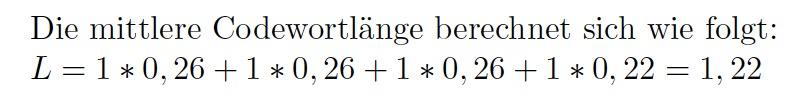 Die mittlere Codewortlänge berechnet sich wie folgt:
L = 1 ∗ 0, 26 + 1 ∗ 0, 26 + 1 ∗ 0, 26 + 1 ∗ 0, 22 = 1, 22